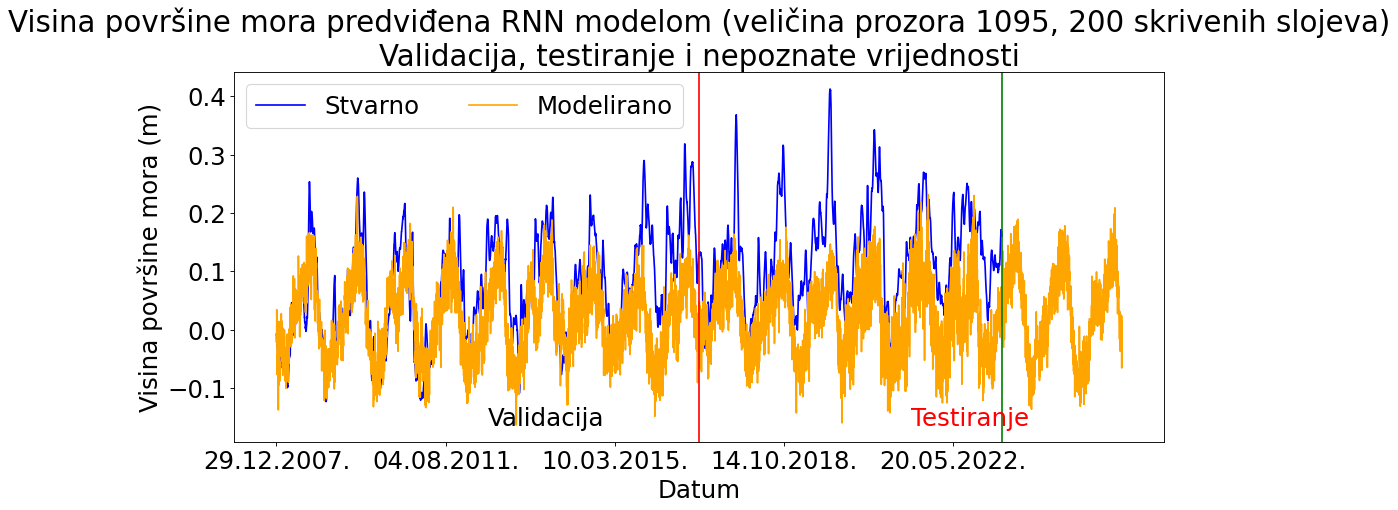 Visina površine mora predviđena RNN modelom (veličina prozora 1095, 200 skrivenih slojeva)
Validacija, testiranje i nepoznate vrijednosti
Stvarno
Modelirano
Visina površine mora (m)
0.4
0.3
0.2
0.1
0.0
−0.1
Validacija
Testiranje
29.12.2007.
04.08.2011.
10.03.2015.
14.10.2018.
20.05.2022.
Datum